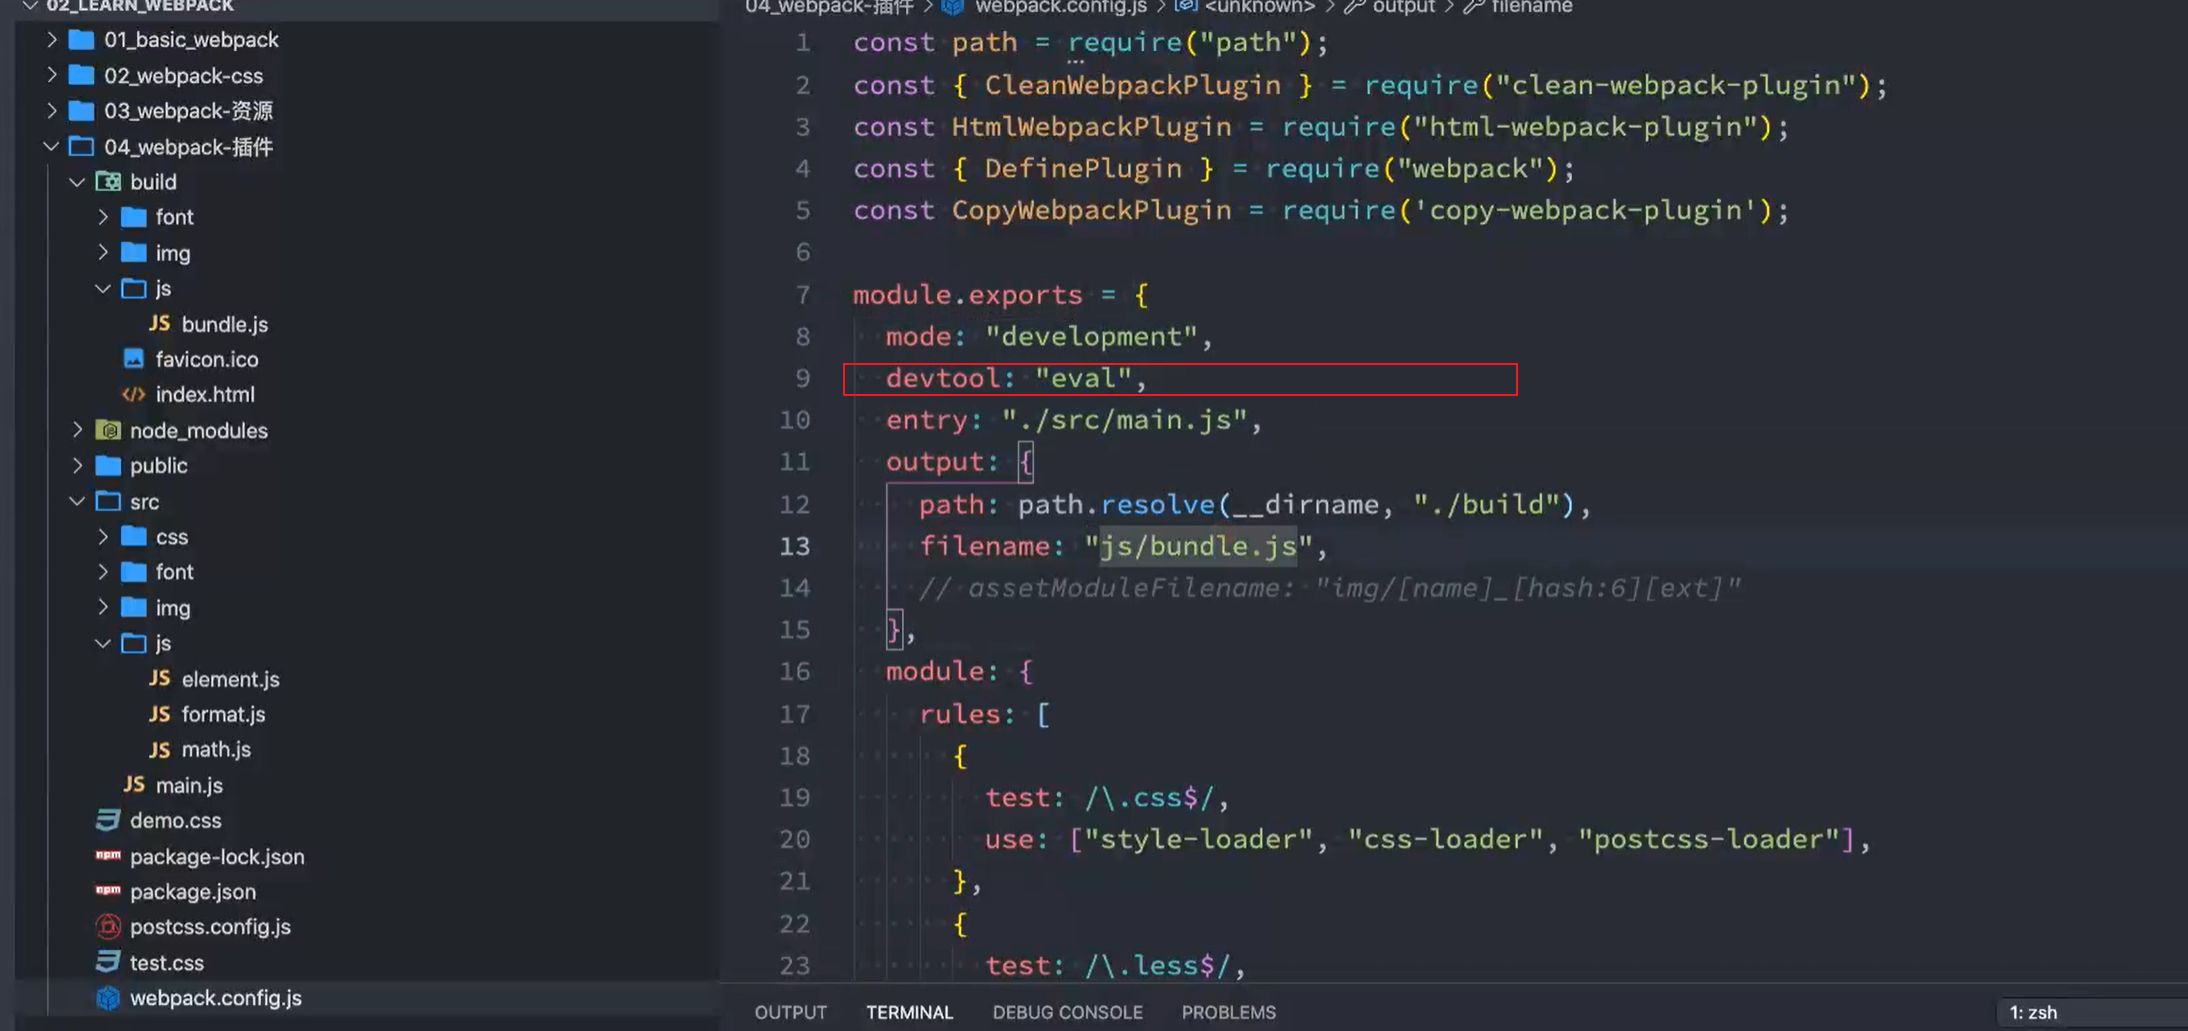 02_LEARN_WEBPACK
01_basic_webpack
02_webpack-css
03_webpack-资源
04_webpack-插件
build
font
img
js
JS bundle.js
favicon.ico
index.html
node_modules
public
src
css
font
img
js
JS element.js
JS format.js
JS math.js
JS main.js
demo.css
npm package-lock.json
npm package.json
postcss.config.js
test.css
webpack.config.js
04_webpack-插件 > webpack.config.js > <unknown> > output > filename
1 const path = require("path");
2 const { CleanWebpackPlugin } = require("clean-webpack-plugin");
3 const HtmlWebpackPlugin = require("html-webpack-plugin");
4 const { DefinePlugin } = require("webpack");
5 const CopyWebpackPlugin = require('copy-webpack-plugin');
6
7 module.exports = {
8 mode: "development",
9 devtool: "eval",
10 entry: "./src/main.js",
11 output: {
12 path: path.resolve(__dirname, "./build"),
13 filename: "js/bundle.js",
14 // assetModuleFilename: "img/[name]_[hash:6][ext]"
15 },
16 module: {
17 rules: [
18 {
19 test: /\.css$/,
20 use: ["style-loader", "css-loader", "postcss-loader"],
21 },
22 {
23 test: /\.less$/,
OUTPUT TERMINAL DEBUG CONSOLE PROBLEMS 1: zsh